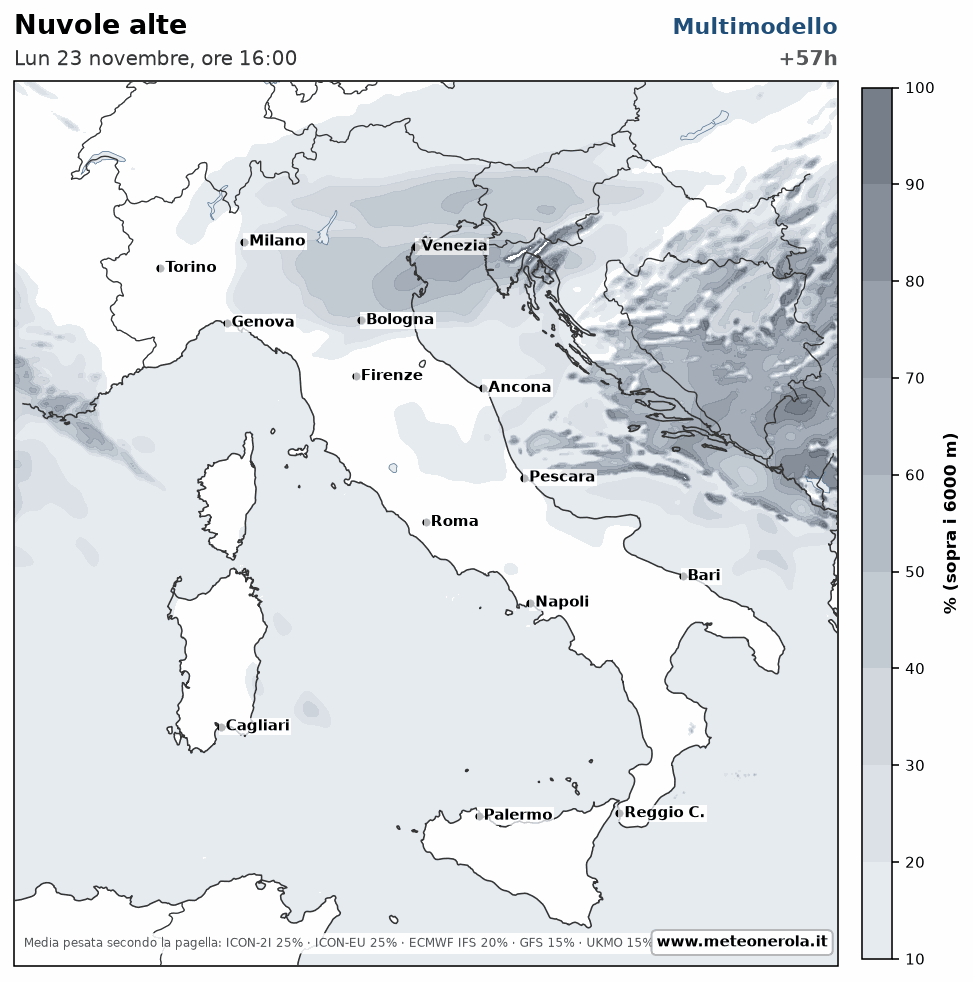 Nuvole alte
Multimodello
Lun 23 novembre, ore 16:00
+57h
100
90
80
70
60
50
40
30
20
10
% (sopra i 6000 m)
Milano
Venezia
Torino
Genova
Bologna
Firenze
Ancona
Pescara
Roma
Bari
Napoli
Cagliari
Palermo
Reggio C.
Media pesata secondo la pagella: ICON-2I 25% · ICON-EU 25% · ECMWF IFS 20% · GFS 15% · UKMO 15%
www.meteonerola.it